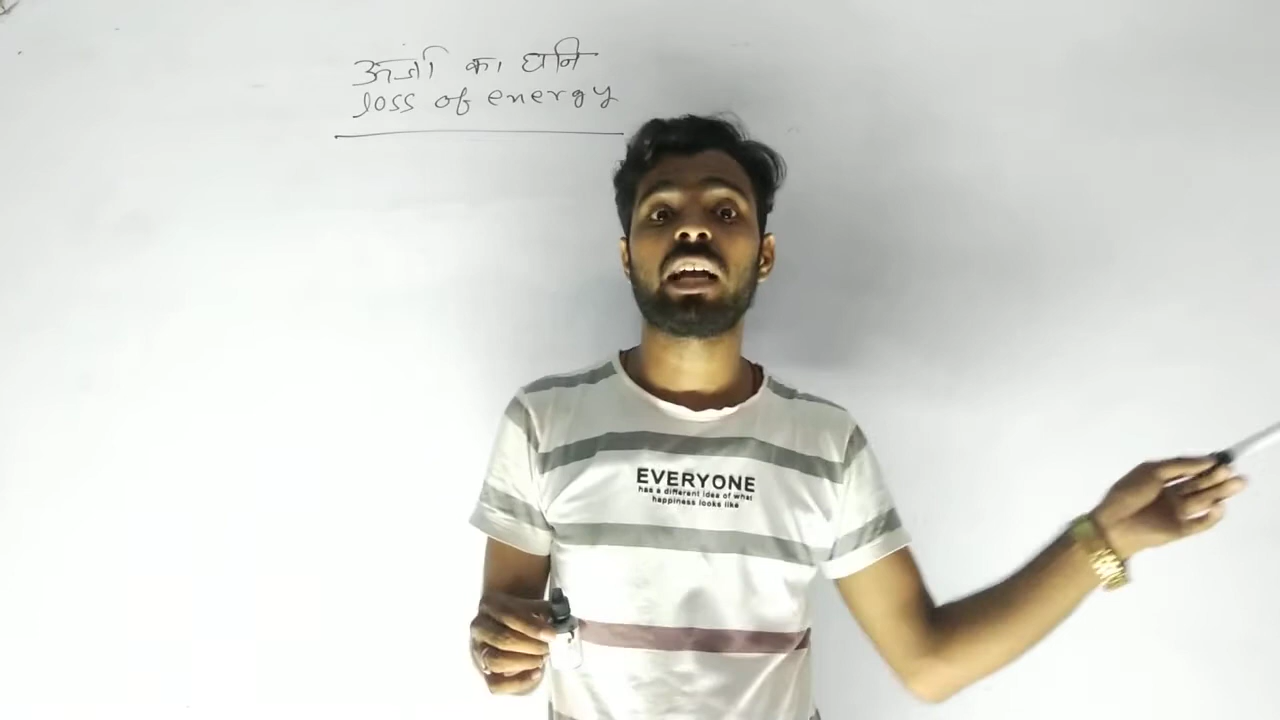 ऊर्जा का घानि
loss of energy
EVERYONE
has a different idea of what
happiness looks like